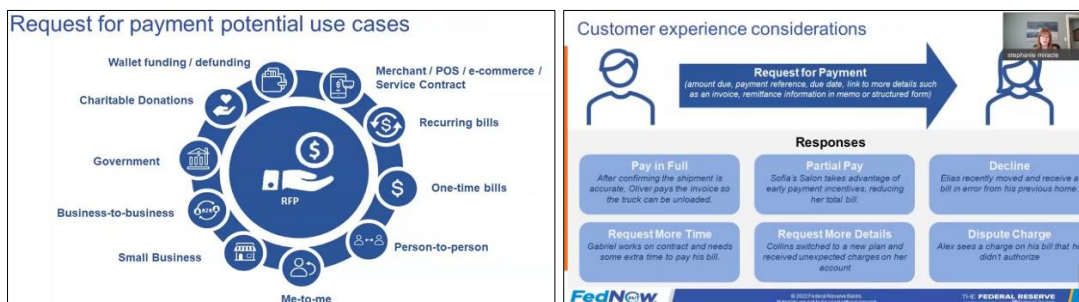 Request for payment potential use cases
Wallet funding / defunding
Merchant / POS / e-commerce /
Service Contract
Charitable Donations
Recurring bills
Government
RFP
One-time bills
Business-to-business
B2B
Person-to-person
Small Business
Me-to-me
Customer experience considerations
stephanie miracle
Request for Payment
(amount due, payment reference, due date, link to more details such
as an invoice, remittance information in memo or structured form)
Responses
Pay in Full
After confirming the shipment is
accurate, Oliver pays the invoice so
the truck can be unloaded.
Partial Pay
Sofia's Salon takes advantage of
early payment incentives, reducing
her total bill.
Decline
Elias recently moved and receive a
bill in error from his previous home.
Request More Time
Gabriel works on contract and needs
some extra time to pay his bill.
Request More Details
Collins switched to a new plan and
received unexpected charges on her
account
Dispute Charge
Alex sees a charge on his bill that he
didn't authorize
FedNow
© 2022 Federal Reserve Banks.
THE FEDERAL RESERVE